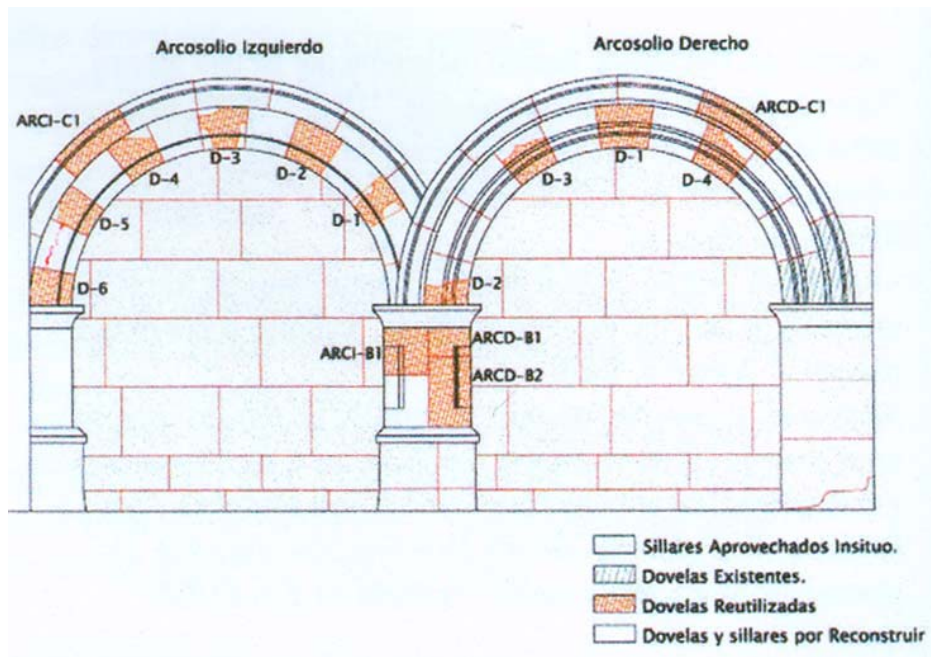 Arcosolio Izquierdo
Arcosolio Derecho
ARCI-C1
D-4
D-3
D-2
D-1
D-5
D-6
ARCD-C1
D-3
D-1
D-4
D-2
ARCI-B1
ARCD-B1
ARCD-B2
Sillares Aprovechados Insituo.
Dovelas Existentes.
Dovelas Reutilizadas
Dovelas y sillares por Reconstruir